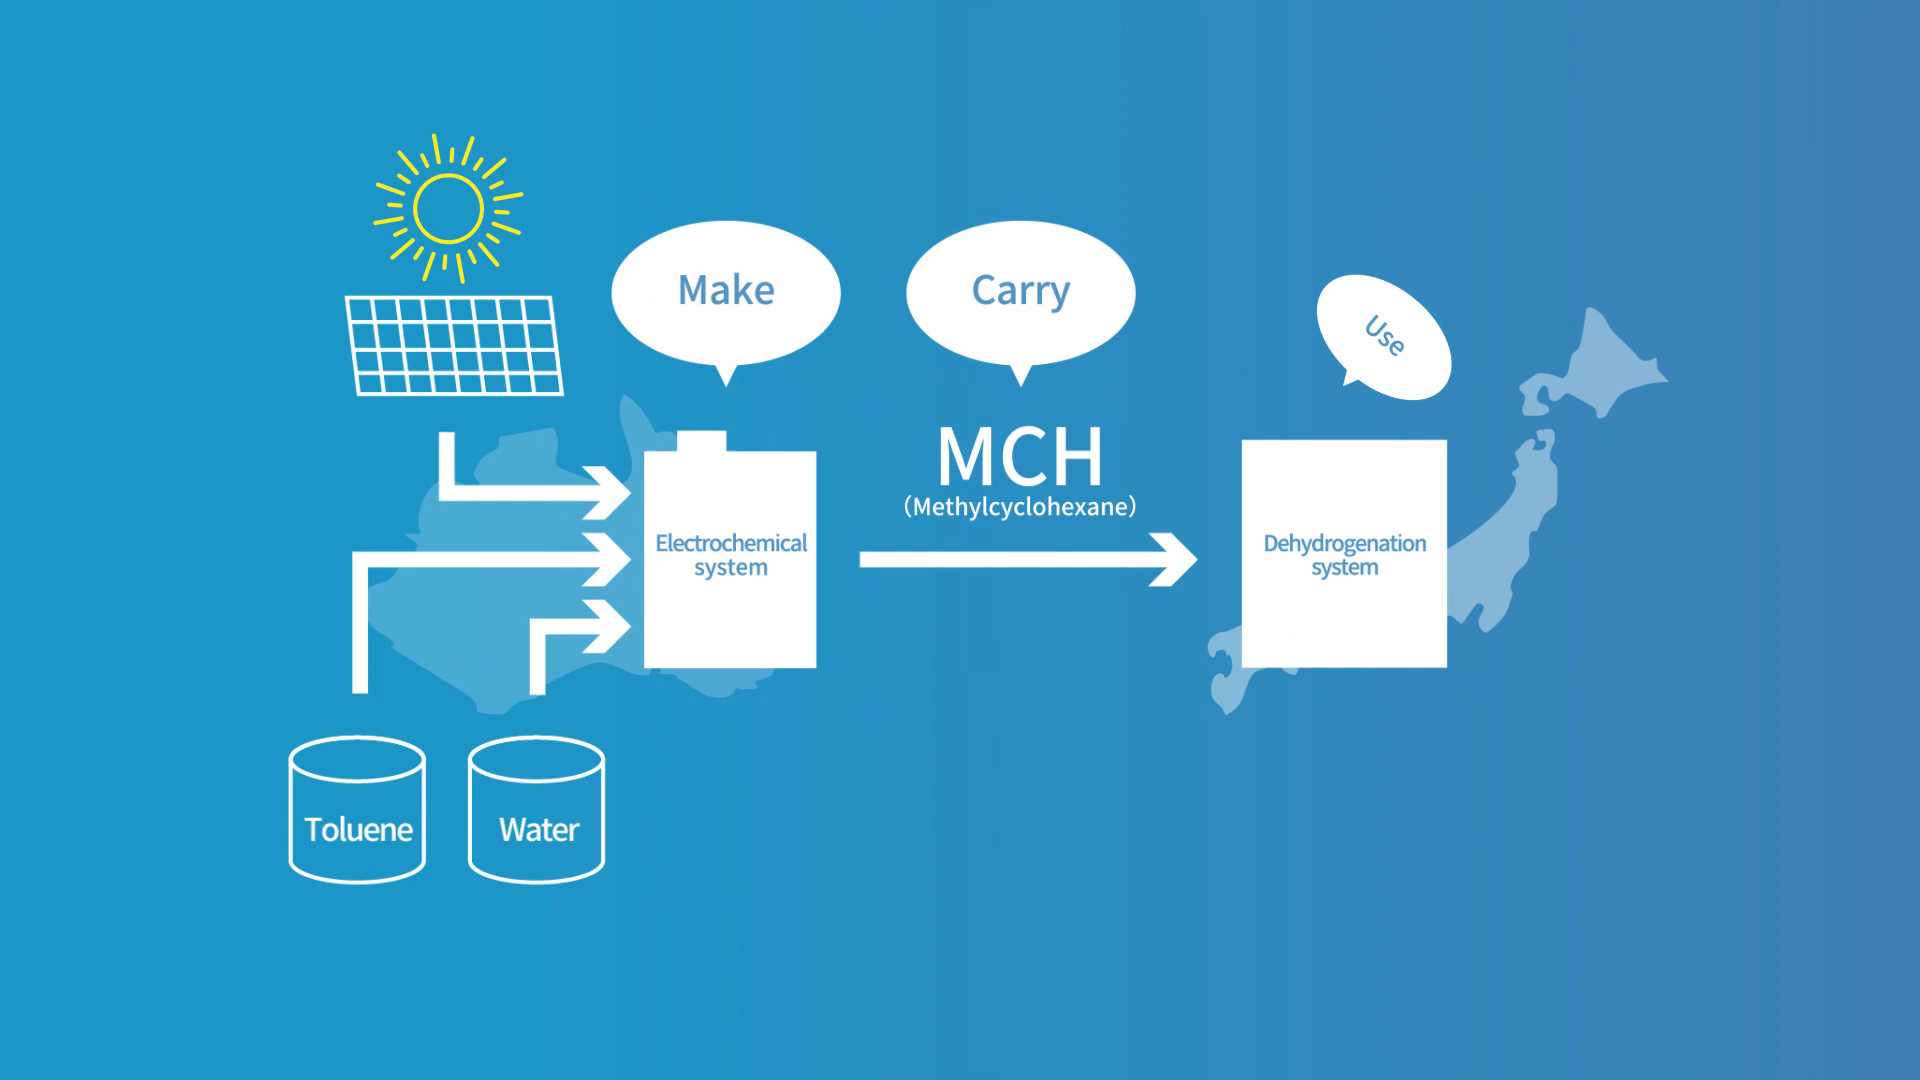 Make
Carry
Use
MCH
(Methylcyclohexane)
Electrochemical
system
Dehydrogenation
system
Toluene
Water